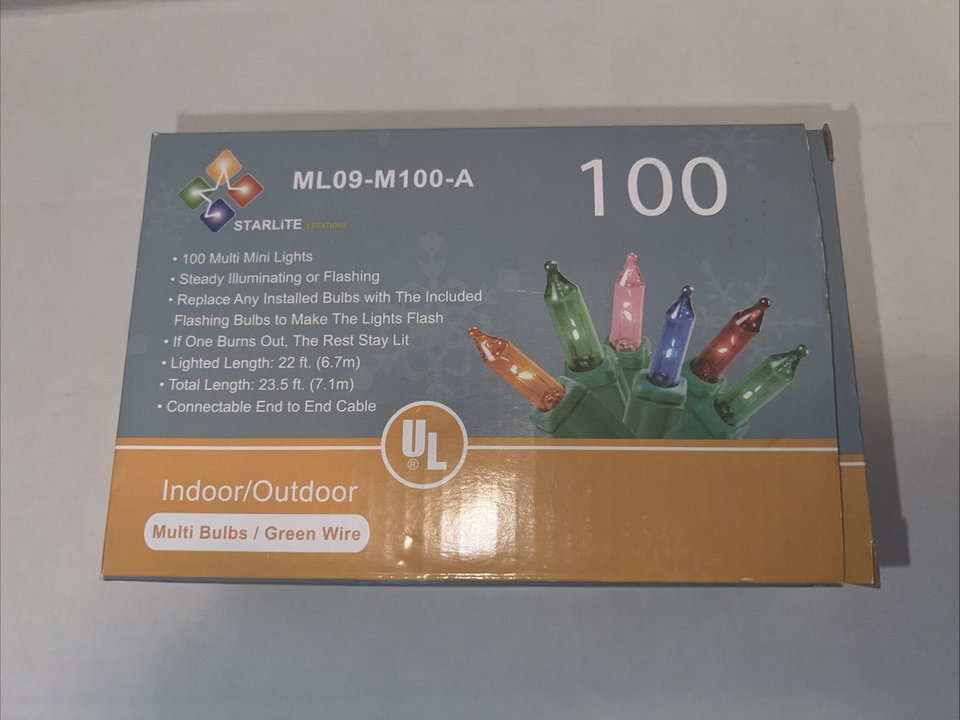 ML09-M100-A
100
STARLiTE CREATIONS
• 100 Multi Mini Lights
• Steady Illuminating or Flashing
• Replace Any Installed Bulbs with The Included
Flashing Bulbs to Make The Lights Flash
• If One Burns Out, The Rest Stay Lit
• Lighted Length: 22 ft. (6.7m)
• Total Length: 23.5 ft. (7.1m)
• Connectable End to End Cable
UL
®
Indoor/Outdoor
Multi Bulbs / Green Wire